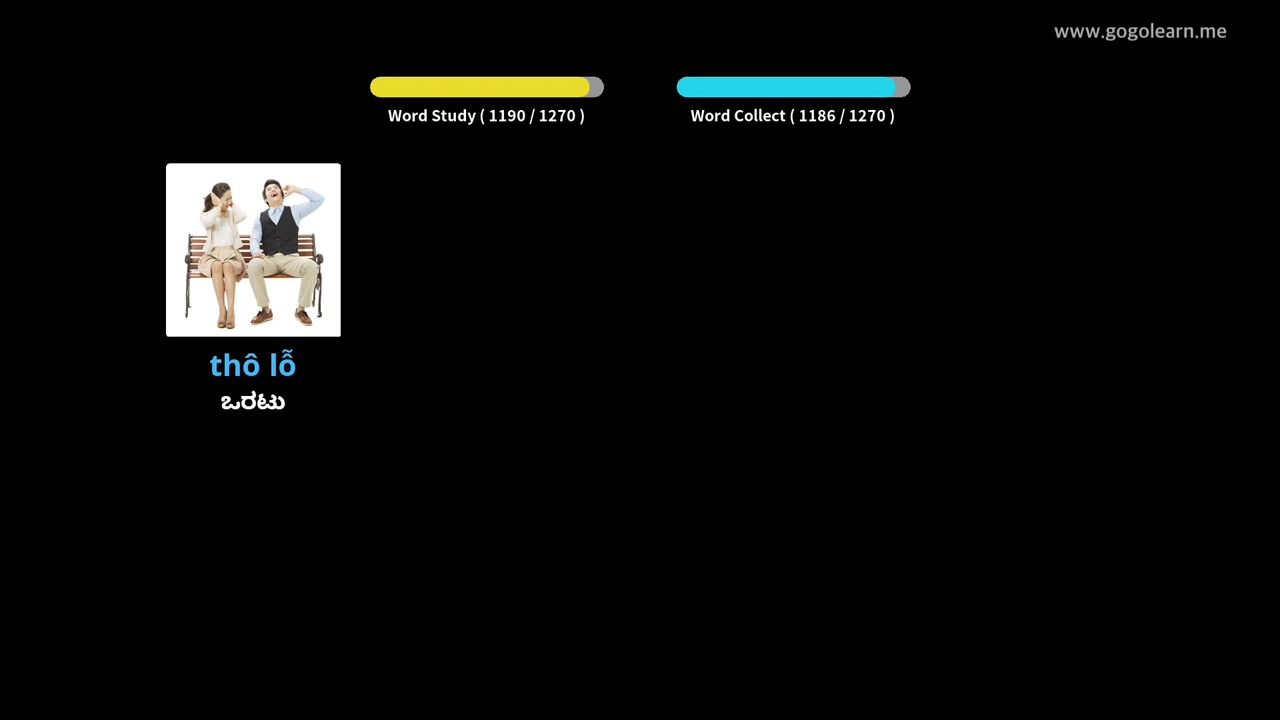 www.gogolearn.me
Word Study ( 1190 / 1270 )
Word Collect ( 1186 / 1270 )
thô lỗ
ಒರಟು